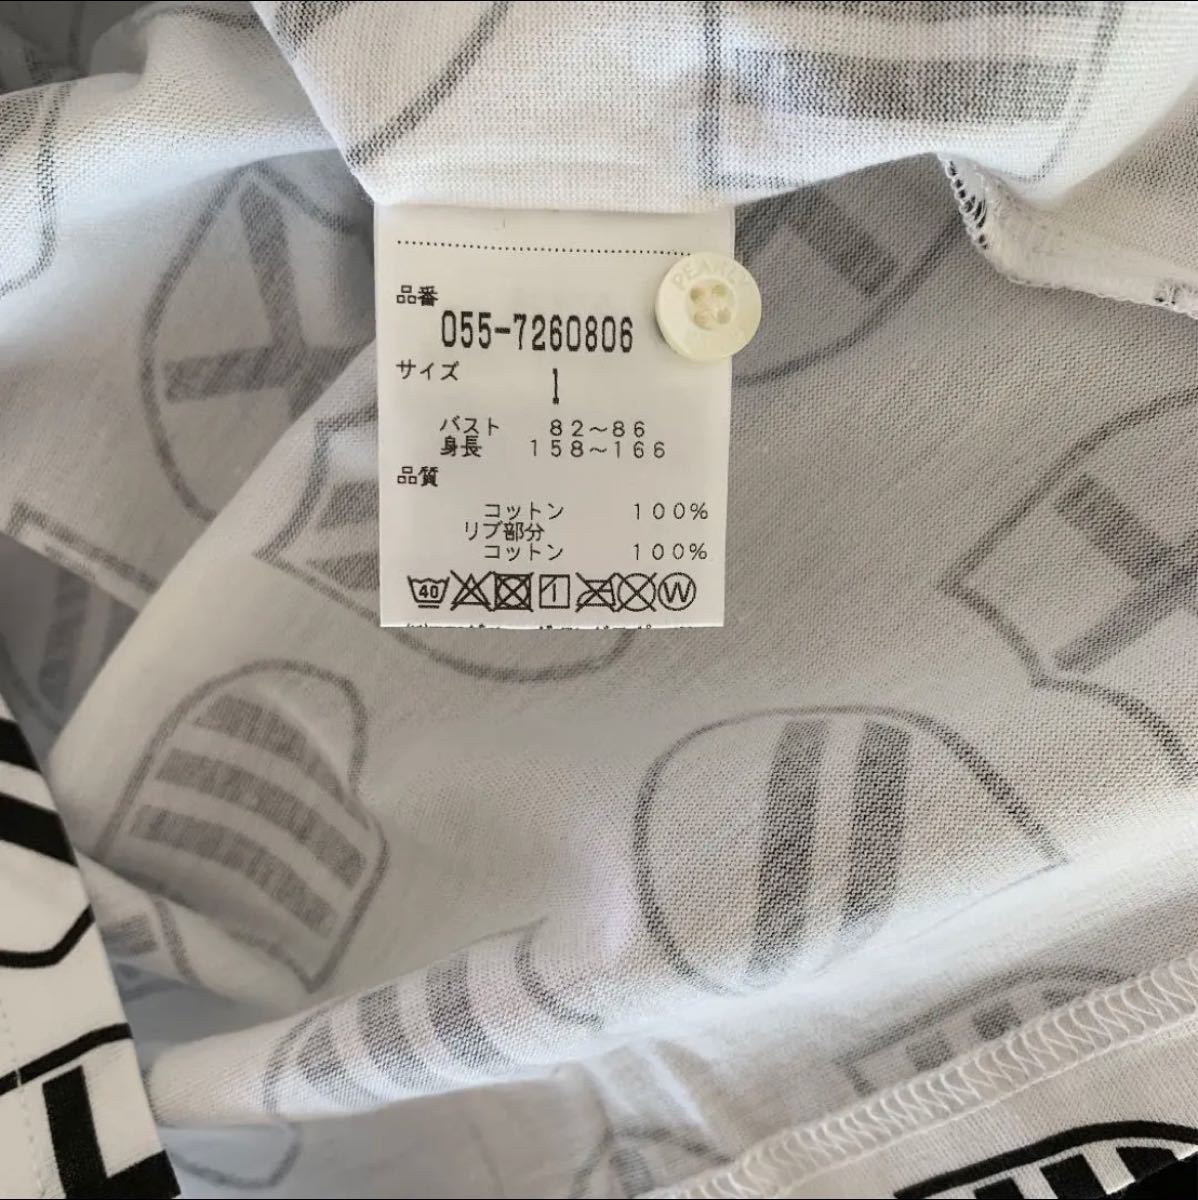 品番
055-7260806
サイズ
1
バスト 82~86
身長 158~166
品質
コットン 100%
リブ部分
コットン 100%
40
W
PEARLY